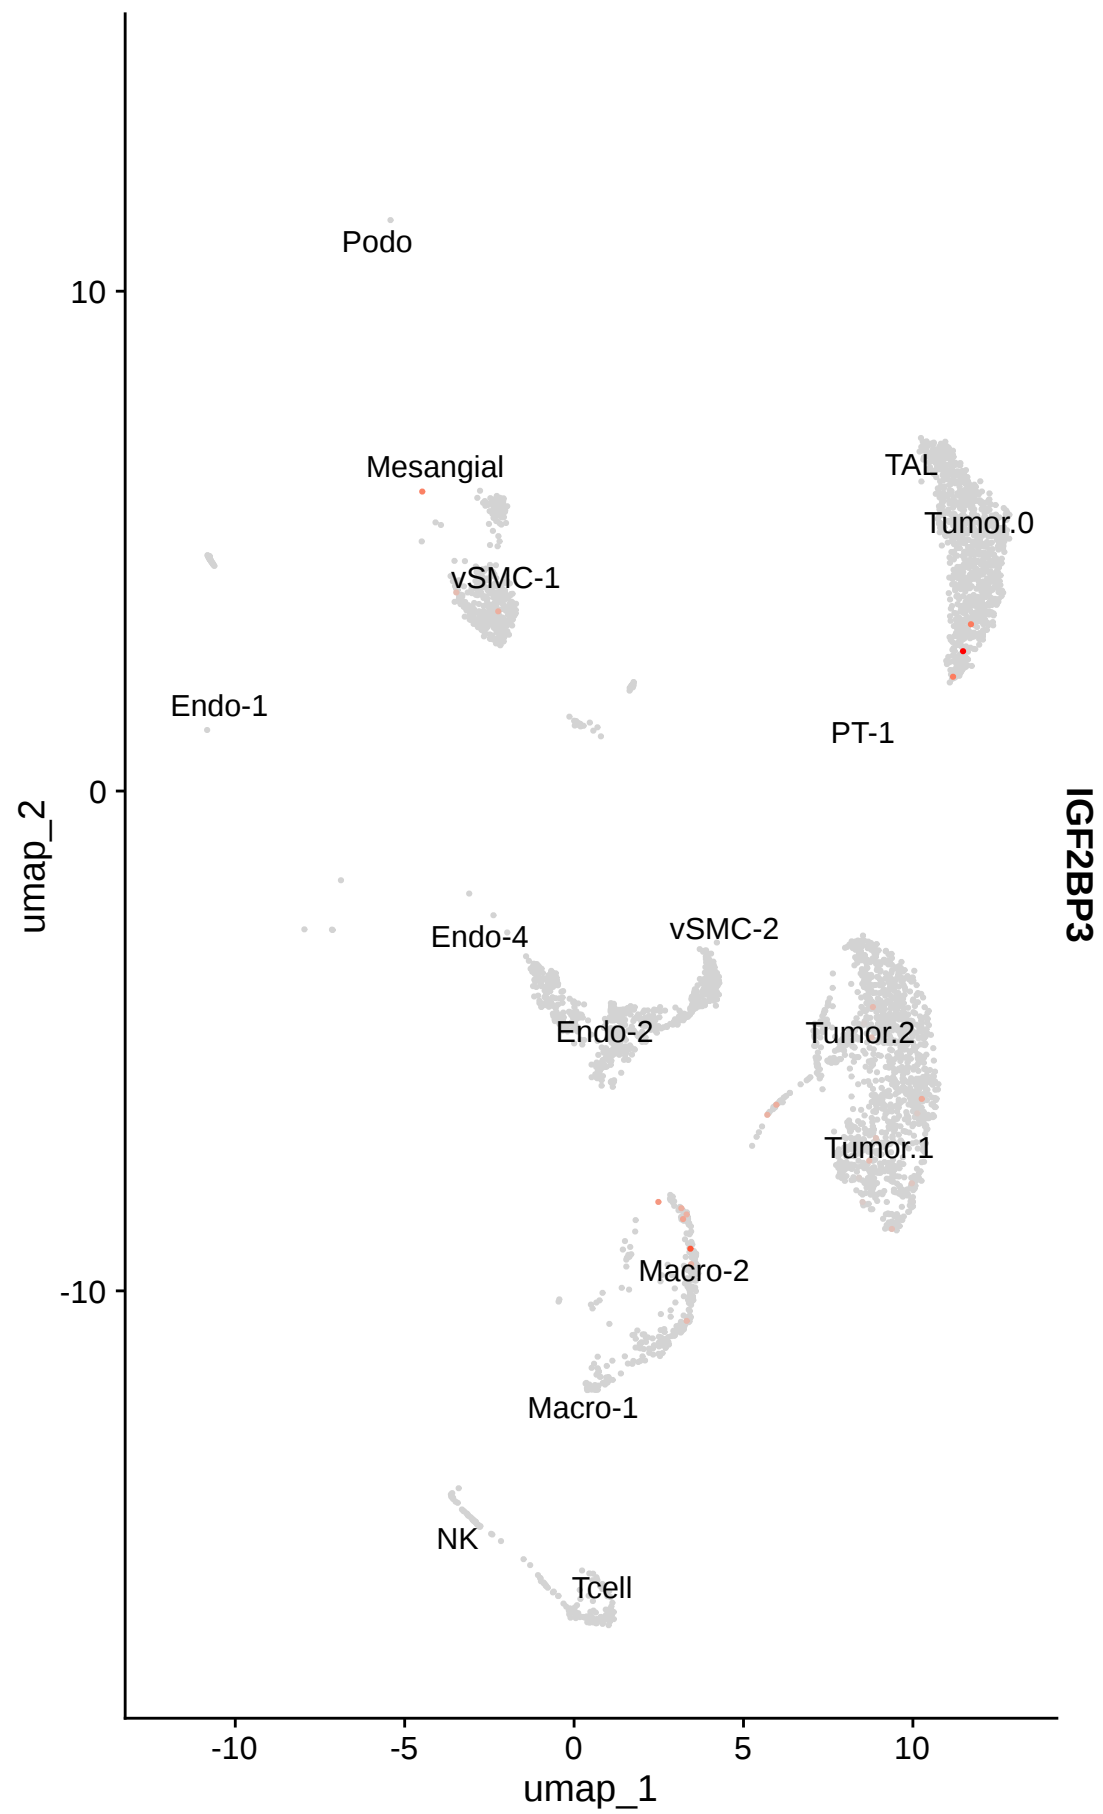 Podo
10
Mesangial
TAL
Tumor.0
vSMC-1
Endo-1
PT-1
0
umap_2
IGF2BP3
Endo-4
vSMC-2
Endo-2
Tumor.2
Tumor.1
Macro-2
-10
Macro-1
NK
Tcell
-10
-5
0
5
10
umap_1